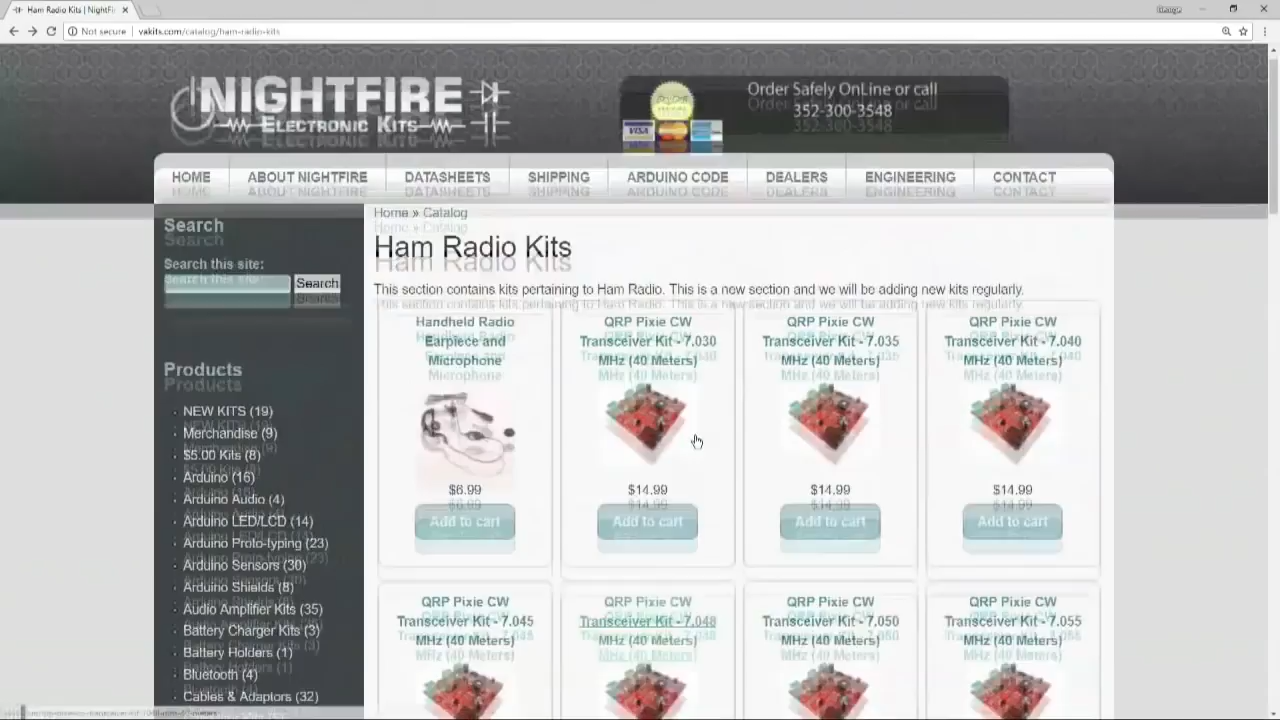 Ham Radio Kits | NightFi
Not secure | vakits.com/catalog/ham-radio-kits
NIGHTFIRE
ELECTRONIC KITS
Order Safely OnLine or call
352-300-3548
VISA
HOME ABOUT NIGHTFIRE DATASHEETS SHIPPING ARDUINO CODE DEALERS ENGINEERING CONTACT
Home » Catalog
Search
Search this site:
Search
Ham Radio Kits
This section contains kits pertaining to Ham Radio. This is a new section and we will be adding new kits regularly.
Handheld Radio
Earpiece and
Microphone
$6.99
Add to cart
QRP Pixie CW
Transceiver Kit - 7.030
MHz (40 Meters)
$14.99
Add to cart
QRP Pixie CW
Transceiver Kit - 7.035
MHz (40 Meters)
$14.99
Add to cart
QRP Pixie CW
Transceiver Kit - 7.040
MHz (40 Meters)
$14.99
Add to cart
QRP Pixie CW
Transceiver Kit - 7.045
MHz (40 Meters)
QRP Pixie CW
Transceiver Kit - 7.048
MHz (40 Meters)
QRP Pixie CW
Transceiver Kit - 7.050
MHz (40 Meters)
QRP Pixie CW
Transceiver Kit - 7.055
MHz (40 Meters)
Products
NEW KITS (19)
Merchandise (9)
$5.00 Kits (8)
Arduino (16)
Arduino Audio (4)
Arduino LED/LCD (14)
Arduino Proto-typing (23)
Arduino Sensors (30)
Arduino Shields (8)
Audio Amplifier Kits (35)
Battery Charger Kits (3)
Battery Holders (1)
Bluetooth (4)
Cables & Adaptors (32)